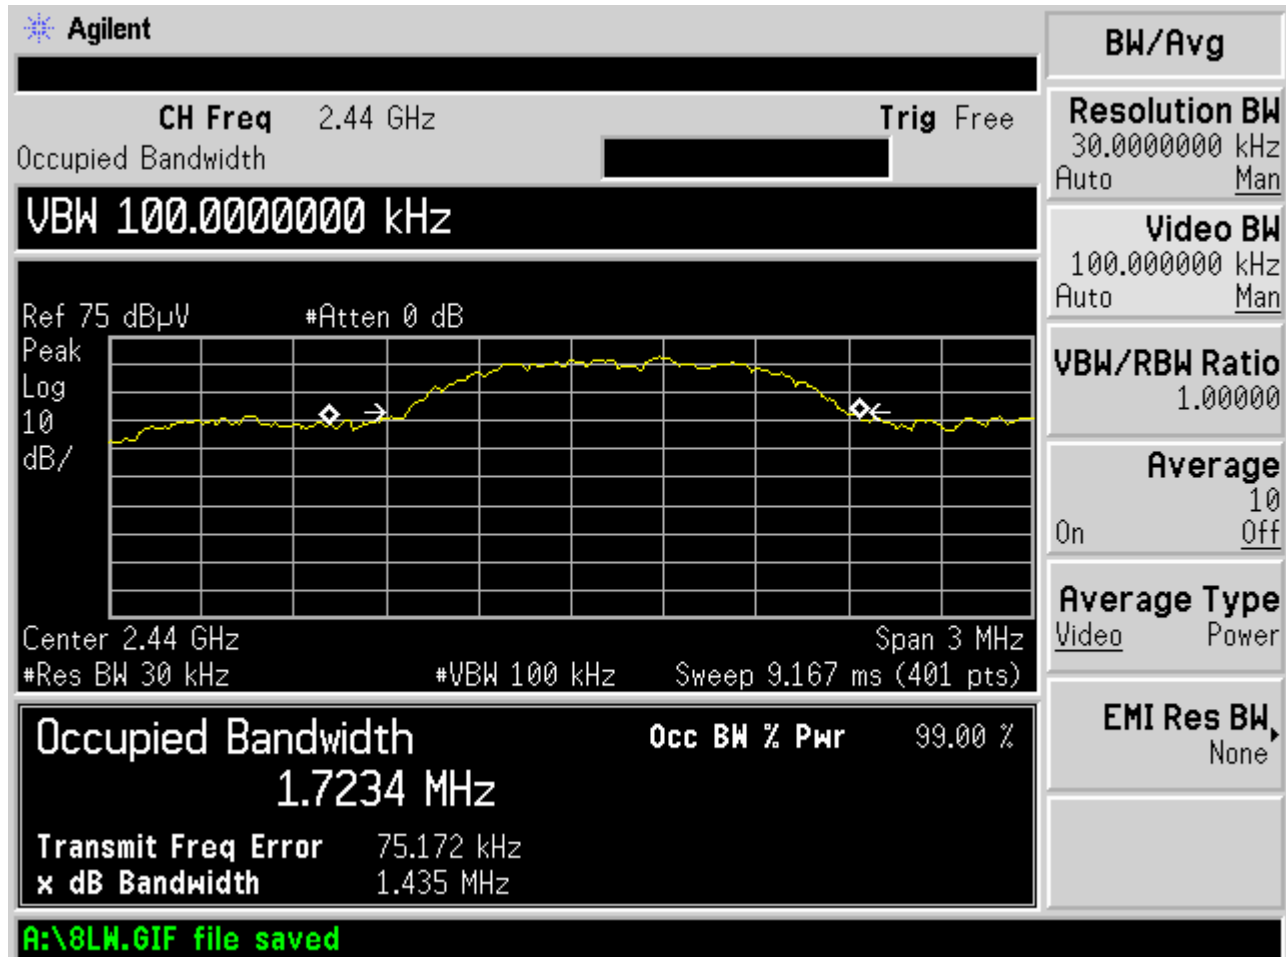 Agilent
CH Freq 2.44 GHz Trig Free
Occupied Bandwidth
VBW 100.0000000 kHz
Ref 75 dBµV #Atten 0 dB
Peak
Log
10
dB/
Center 2.44 GHz Span 3 MHz
#Res BW 30 kHz #VBW 100 kHz Sweep 9.167 ms (401 pts)
Occupied Bandwidth Occ BW % Pwr 99.00 %
1.7234 MHz
Transmit Freq Error 75.172 kHz
x dB Bandwidth 1.435 MHz
A:\8LW.GIF file saved
BW/Avg
Resolution BW
30.0000000 kHz
Auto Man
Video BW
100.000000 kHz
Auto Man
VBW/RBW Ratio
1.00000
Average
10
On Off
Average Type
Video Power
EMI Res BW
None